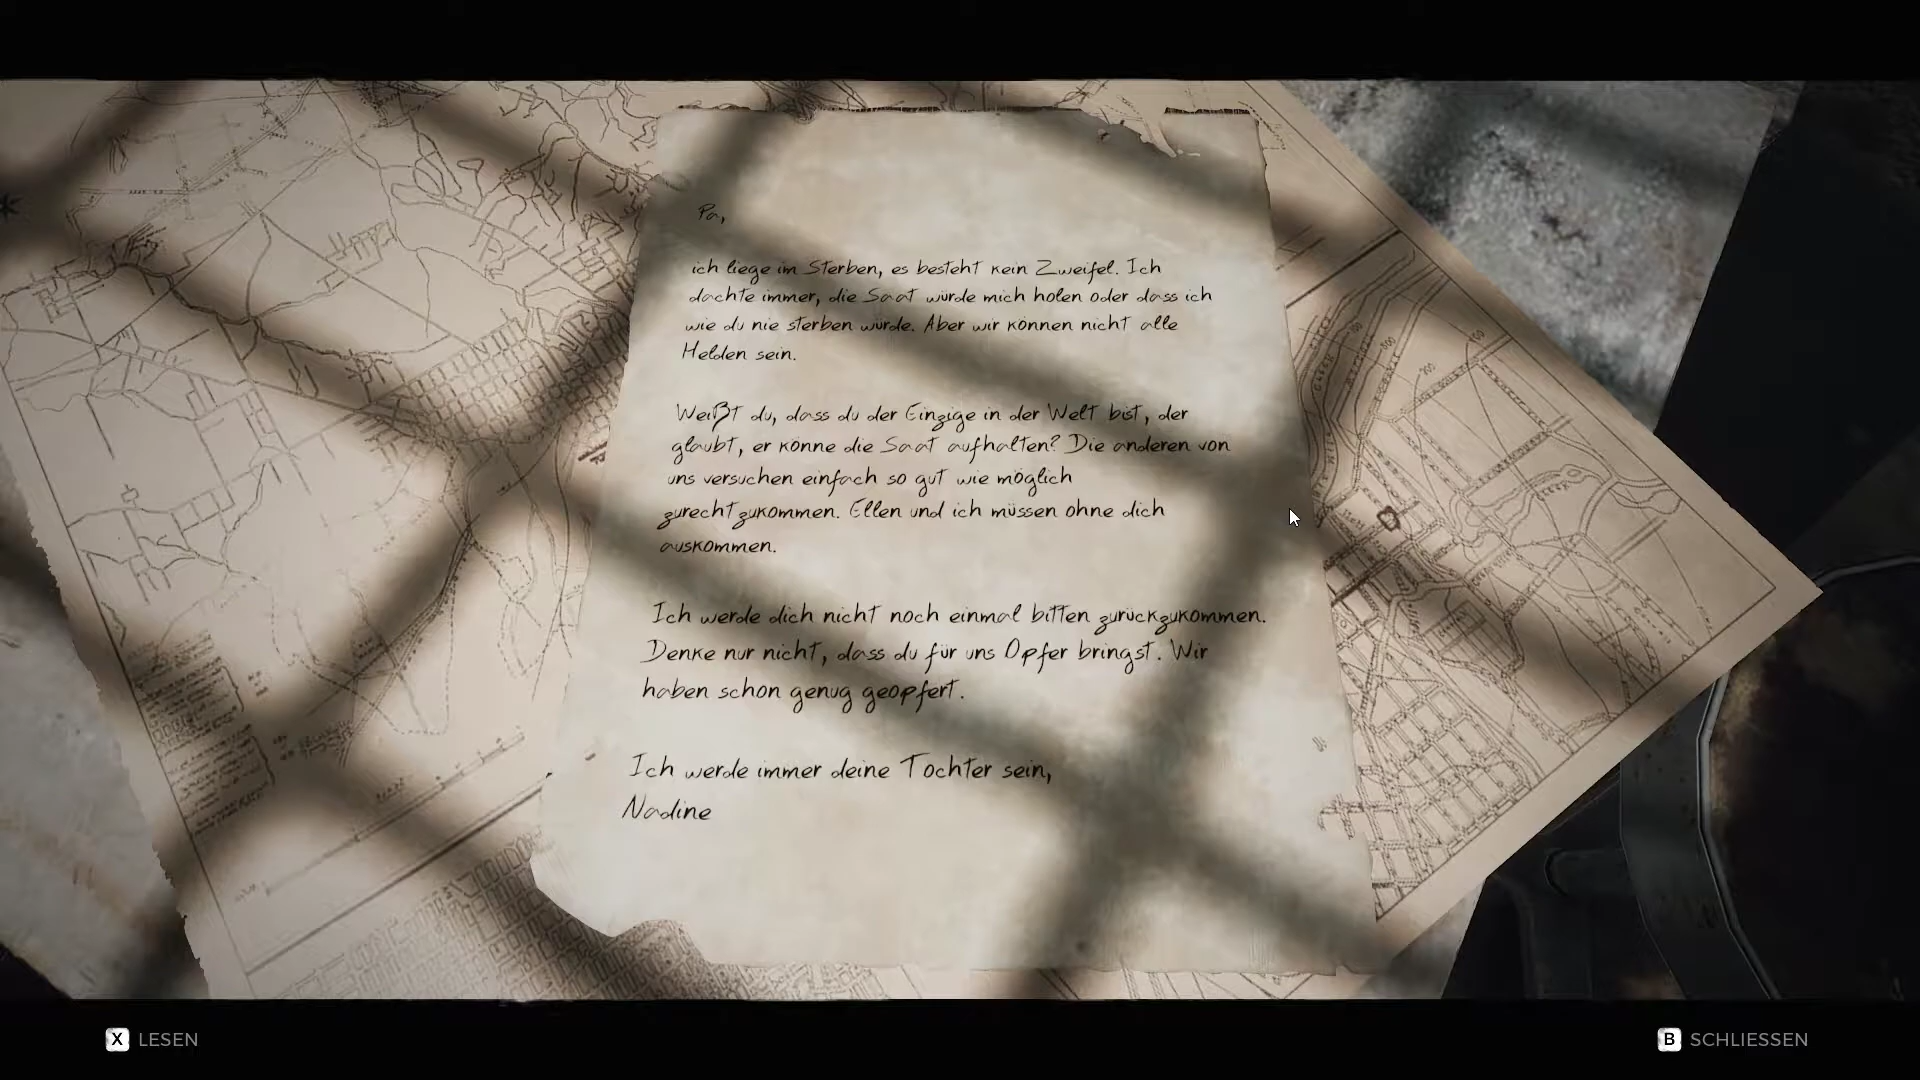 Pa,
ich liege im Sterben, es besteht kein Zweifel. Ich
dachte immer, die Saat würde mich holen oder dass ich
wie du nie sterben würde. Aber wir können nicht alle
Helden sein.
Weißt du, dass du der Einzige in der Welt bist, der
glaubt, er könne die Saat aufhalten? Die anderen von
uns versuchen einfach so gut wie möglich
zurechtzukommen. Ellen und ich müssen ohne dich
auskommen.
Ich werde dich nicht noch einmal bitten zurückzukommen.
Denke nur nicht, dass du für uns Opfer bringst. Wir
haben schon genug geopfert.
Ich werde immer deine Tochter sein,
Nadine
X LESEN
B SCHLIESSEN